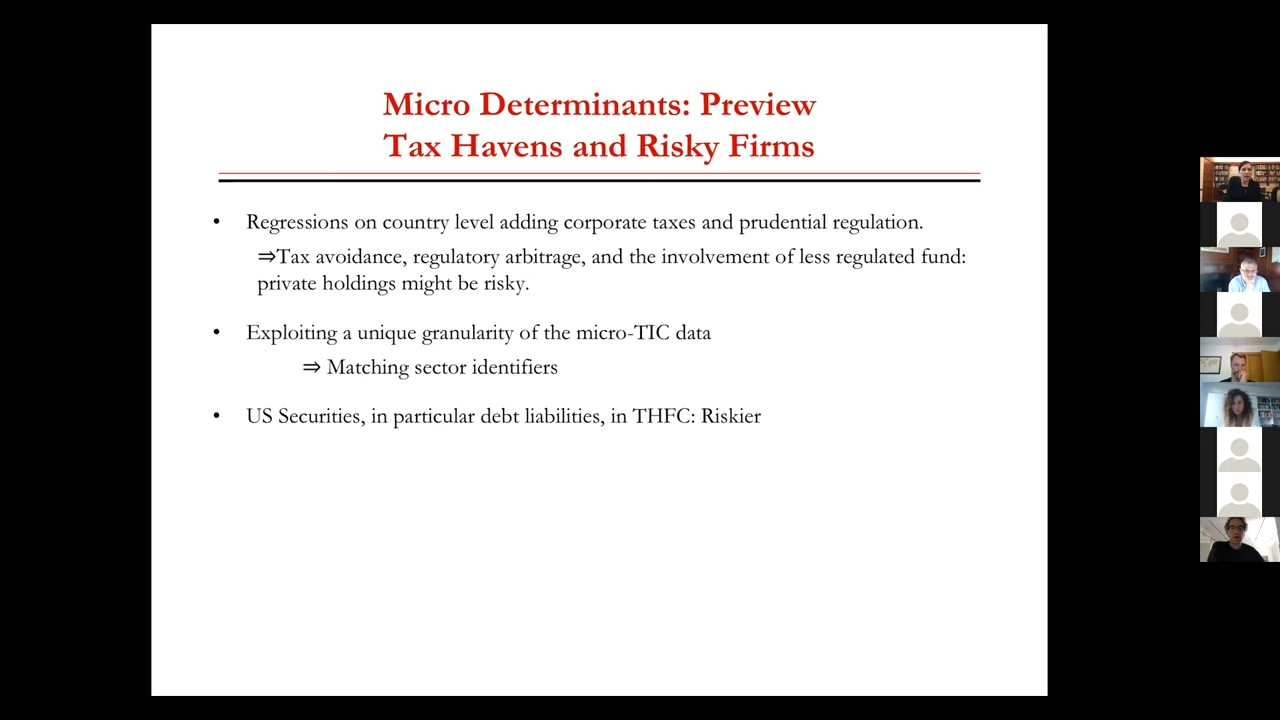 Micro Determinants: Preview
Tax Havens and Risky Firms
• Regressions on country level adding corporate taxes and prudential regulation.
⇒Tax avoidance, regulatory arbitrage, and the involvement of less regulated fund:
private holdings might be risky.
• Exploiting a unique granularity of the micro-TIC data
⇒ Matching sector identifiers
• US Securities, in particular debt liabilities, in THFC: Riskier